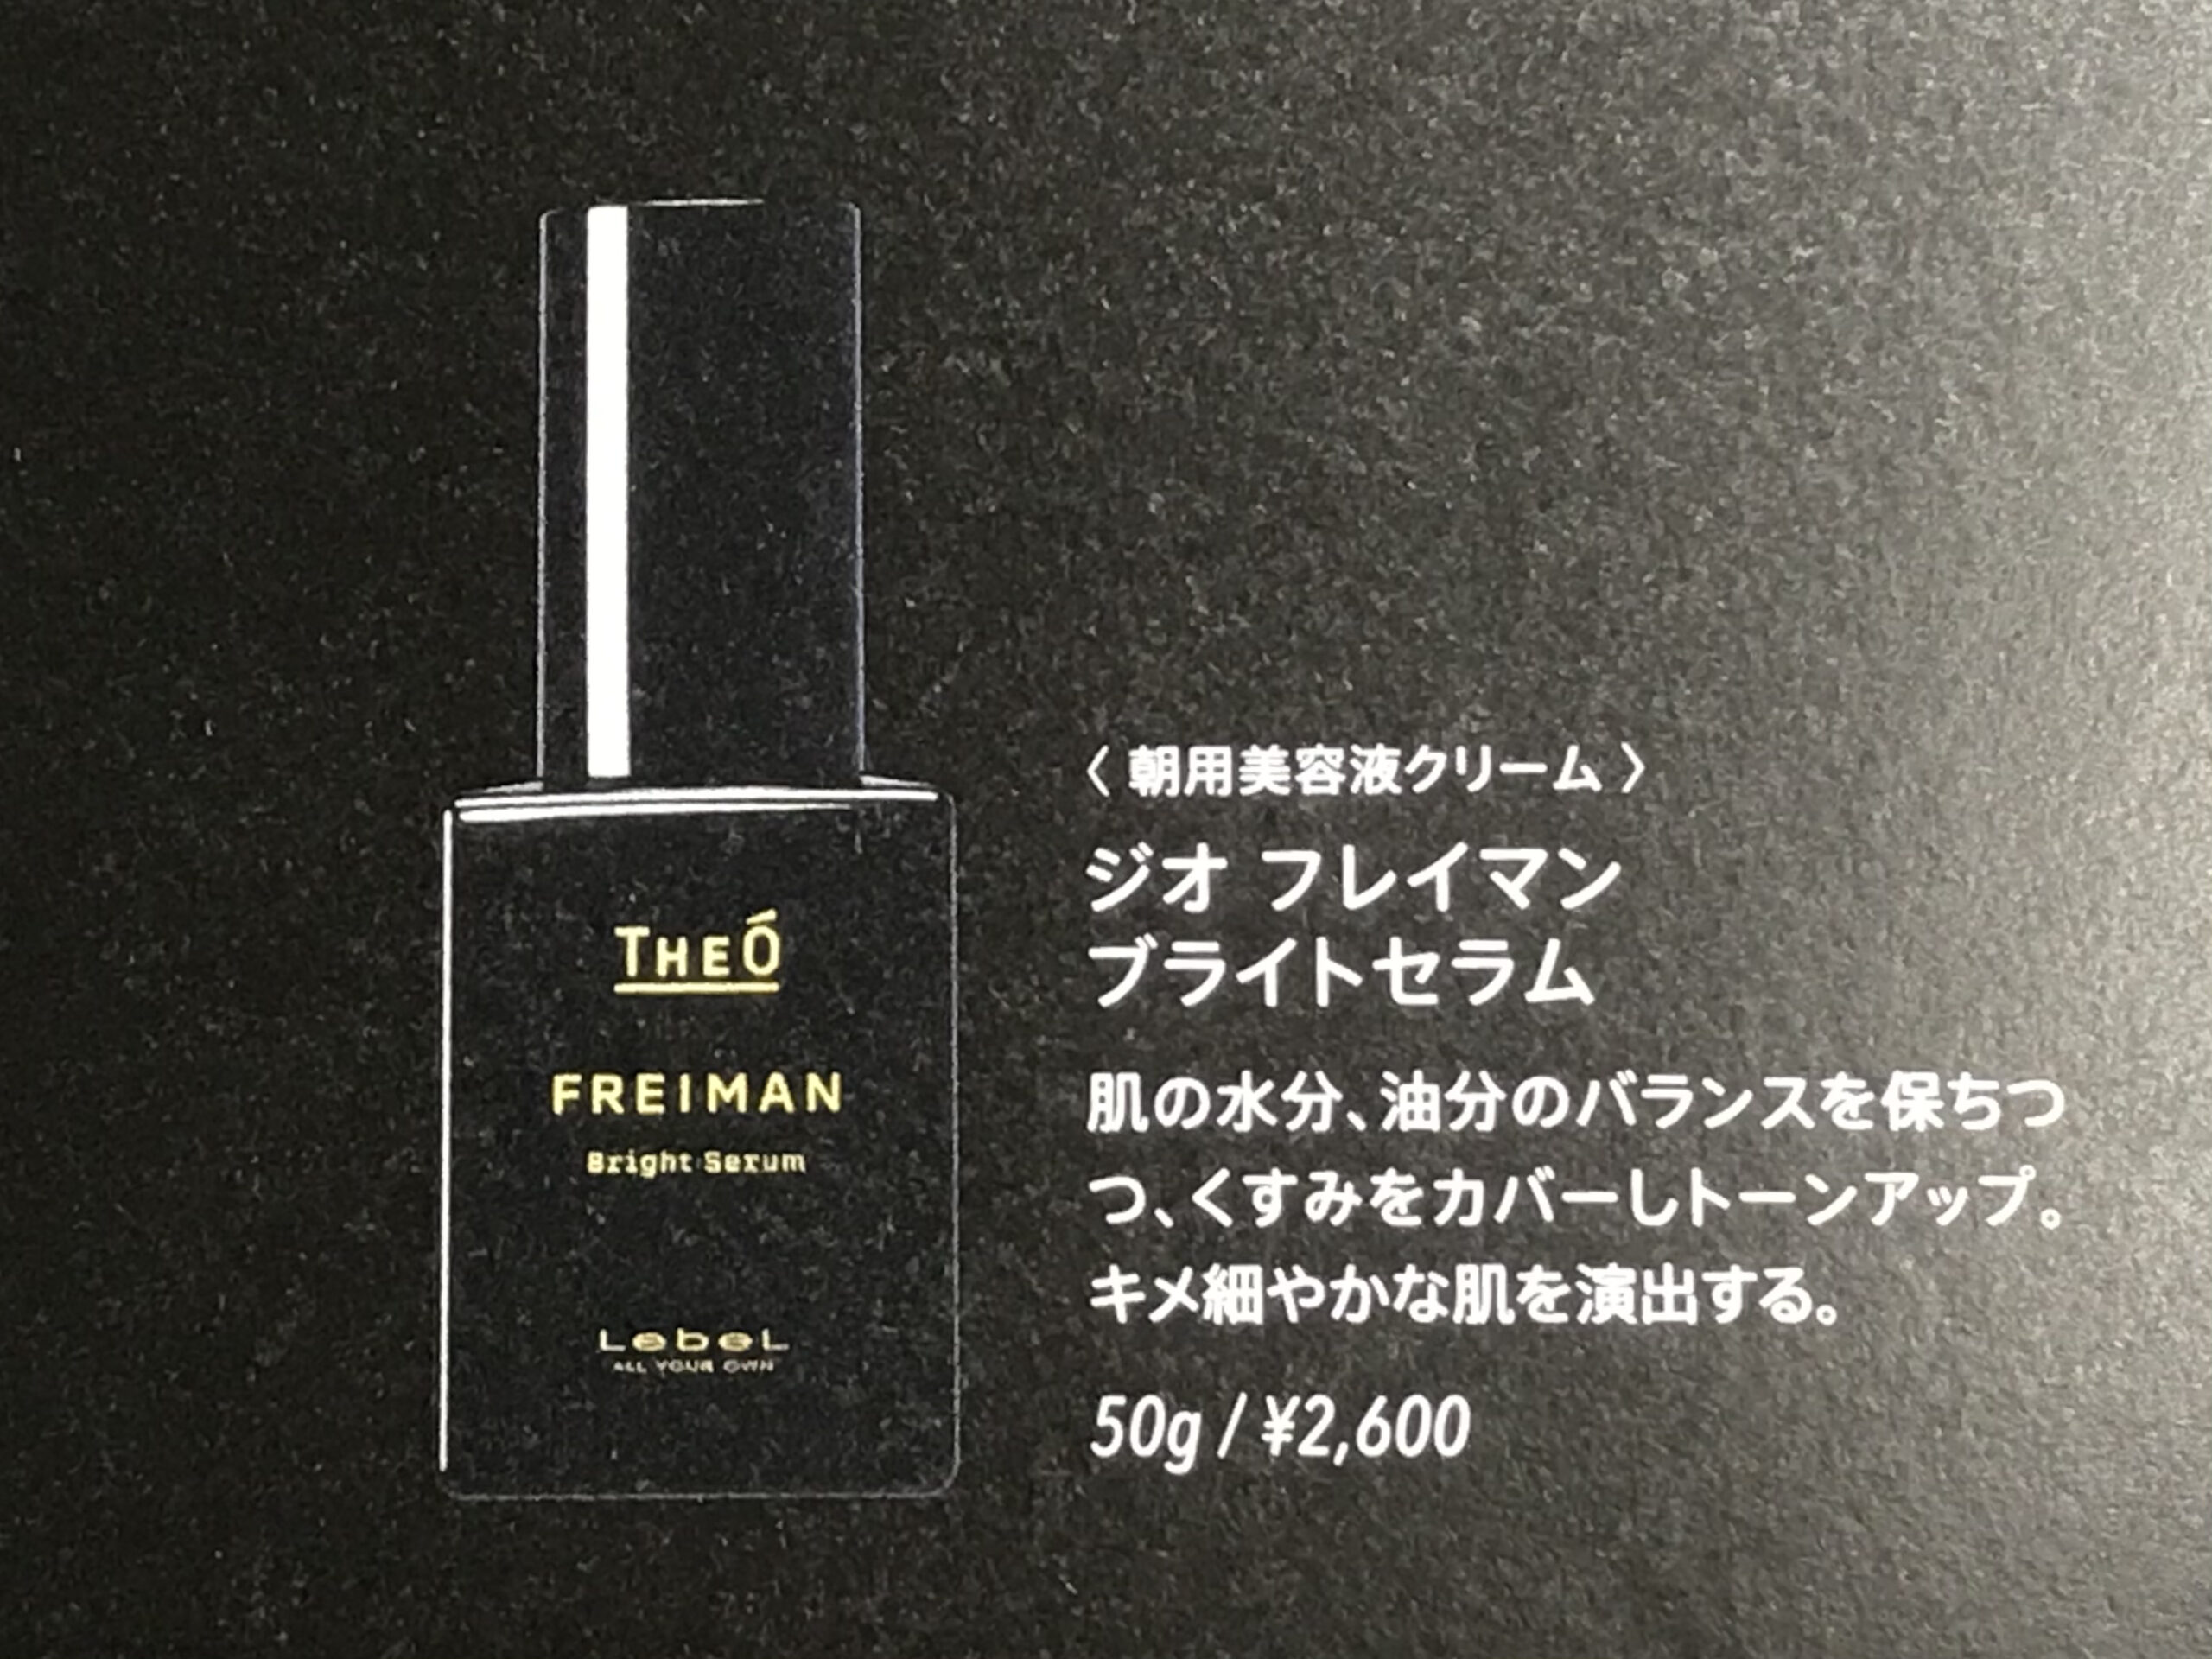 THEÓ
FREIMAN
Bright Serum
LebeL
ALL YOUR OWN
〈 朝用美容液クリーム 〉
ジオ フレイマン
ブライトセラム
肌の水分、油分のバランスを保ちつ
つ、くすみをカバーしトーンアップ。
キメ細やかな肌を演出する。
50g / ¥2,600